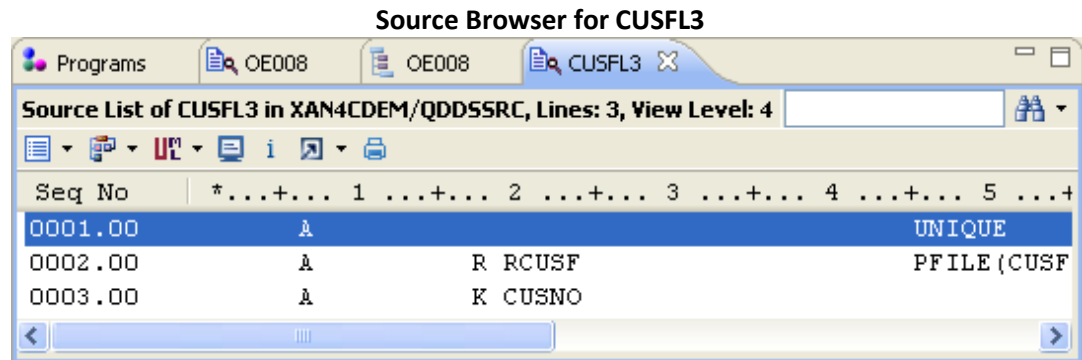 Source Browser for CUSFL3
Programs OE008 OE008 CUSFL3
Source List of CUSFL3 in XAN4CDEM/QDDSSRC, Lines: 3, View Level: 4
Seq No *...+... 1 ...+... 2 ...+... 3 ...+... 4 ...+... 5 ...+
0001.00 A UNIQUE
0002.00 A R RCUSF PFILE(CUSF
0003.00 A K CUSNO